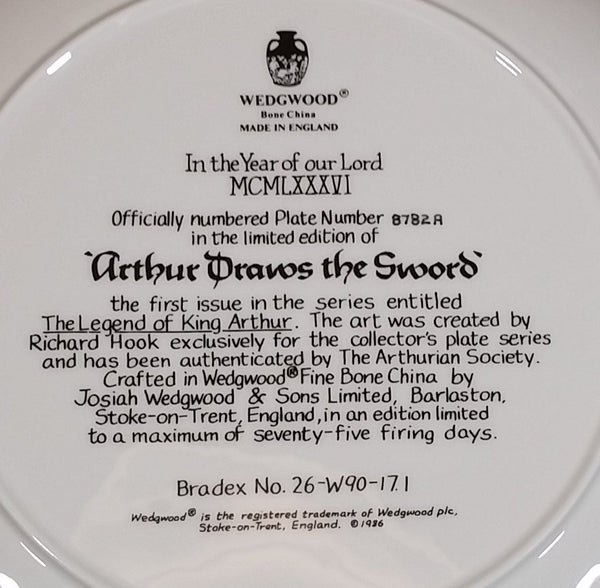 WEDGWOOD®
Bone China
MADE IN ENGLAND
In the Year of our Lord
MCMLXXXVI
Officially numbered Plate Number 8782A
in the limited edition of
'Arthur Draws the Sword'
the first issue in the series entitled
The Legend of King Arthur. The art was created by
Richard Hook exclusively for the collector's plate series
and has been authenticated by The Arthurian Society.
Crafted in Wedgwood® Fine Bone China by
Josiah Wedgwood & Sons Limited, Barlaston,
Stoke-on-Trent, England, in an edition limited
to a maximum of seventy-five firing days.
Bradex No. 26-W90-17.1
Wedgwood® is the registered trademark of Wedgwood plc,
Stoke-on-Trent, England. ©1986